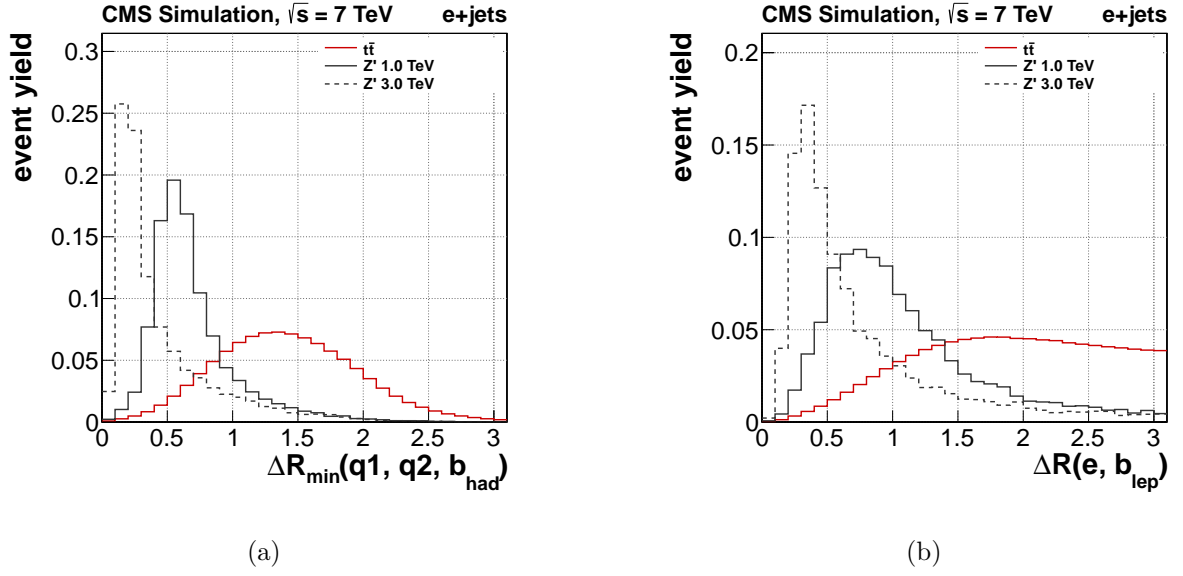 CMS Simulation, √s = 7 TeV e+jets
event yield
0.3
0.25
0.2
0.15
0.1
0.05
0
tt̄
Z' 1.0 TeV
Z' 3.0 TeV
0 0.5 1 1.5 2 2.5 3
ΔR_min(q1, q2, b_had)
(a)
CMS Simulation, √s = 7 TeV e+jets
event yield
0.2
0.15
0.1
0.05
0
tt̄
Z' 1.0 TeV
Z' 3.0 TeV
0 0.5 1 1.5 2 2.5 3
ΔR(e, b_lep)
(b)